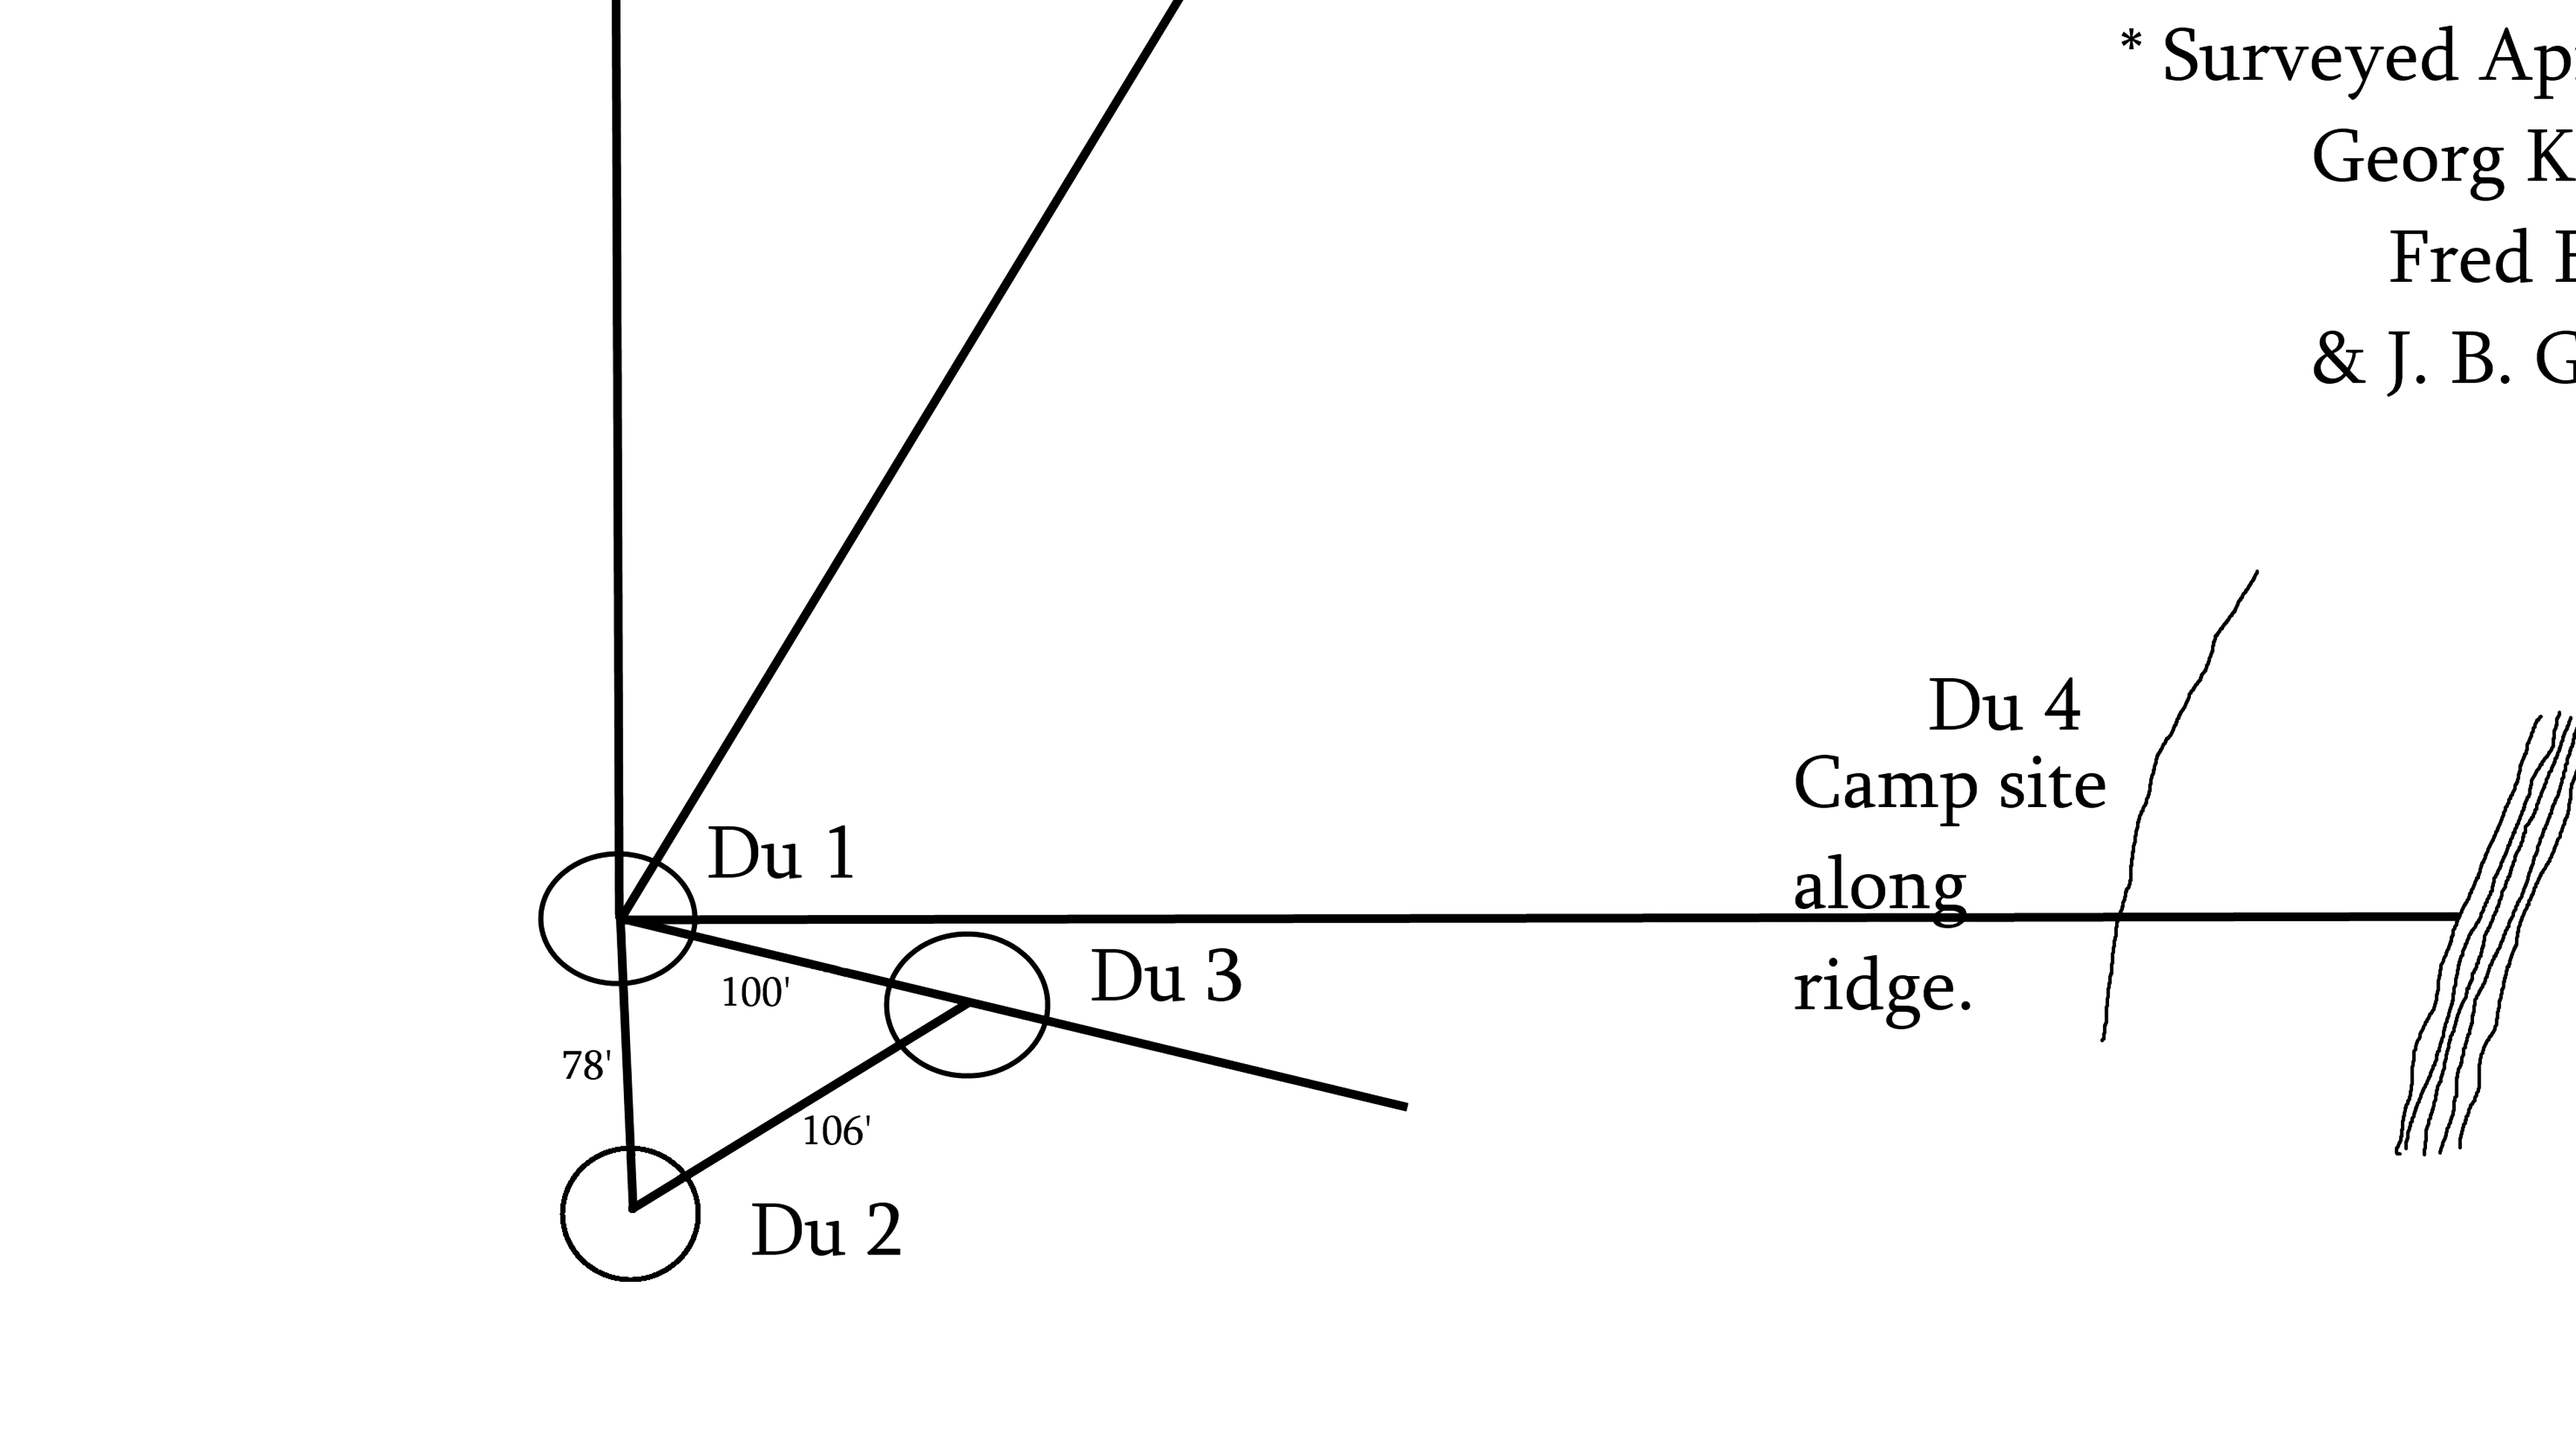 * Surveyed Ap
Georg K
Fred
& J. B. G
Du 4
Camp site
along
ridge.
Du 1
Du 3
100'
78'
106'
Du 2